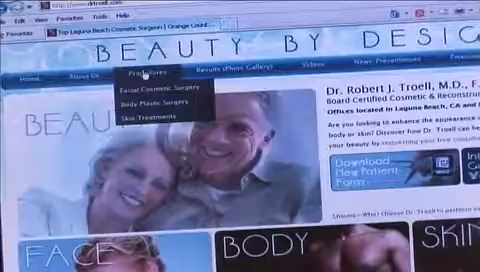 http://www.drtroell.com
Edit View Favorites Tools Help
Favorites Top Laguna Beach Cosmetic Surgeon | Orange Count
BEAUTY BY DESIG
Home About Us Procedures Results (Photo Gallery) Videos News/Presentations
Facial Cosmetic Surgery
Body Plastic Surgery
Skin Treatments
BEAU
Dr. Robert J. Troell, M.D., F.
Board Certified Cosmetic & Reconstru
Offices located in Laguna Beach, CA and
Are you looking to enhance the appearance
body or skin? Discover how Dr. Troell can
your beauty by requesting your free consultat
Download
New Patient
Form
FACE
BODY
SKIN